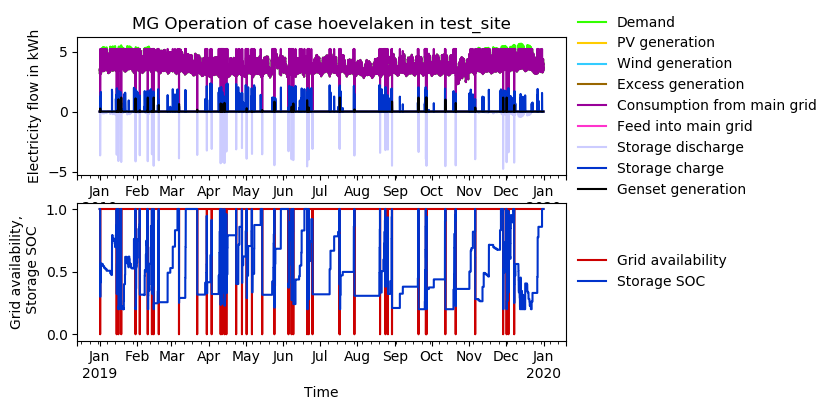 MG Operation of case hoevelaken in test_site
Electricity flow in kWh
5
0
−5
Jan Feb Mar Apr May Jun Jul Aug Sep Oct Nov Dec Jan
Demand
PV generation
Wind generation
Excess generation
Consumption from main grid
Feed into main grid
Storage discharge
Storage charge
Genset generation
Grid availability,
Storage SOC
1.0
0.5
0.0
Jan Feb Mar Apr May Jun Jul Aug Sep Oct Nov Dec Jan
2019 2020
Time
Grid availability
Storage SOC